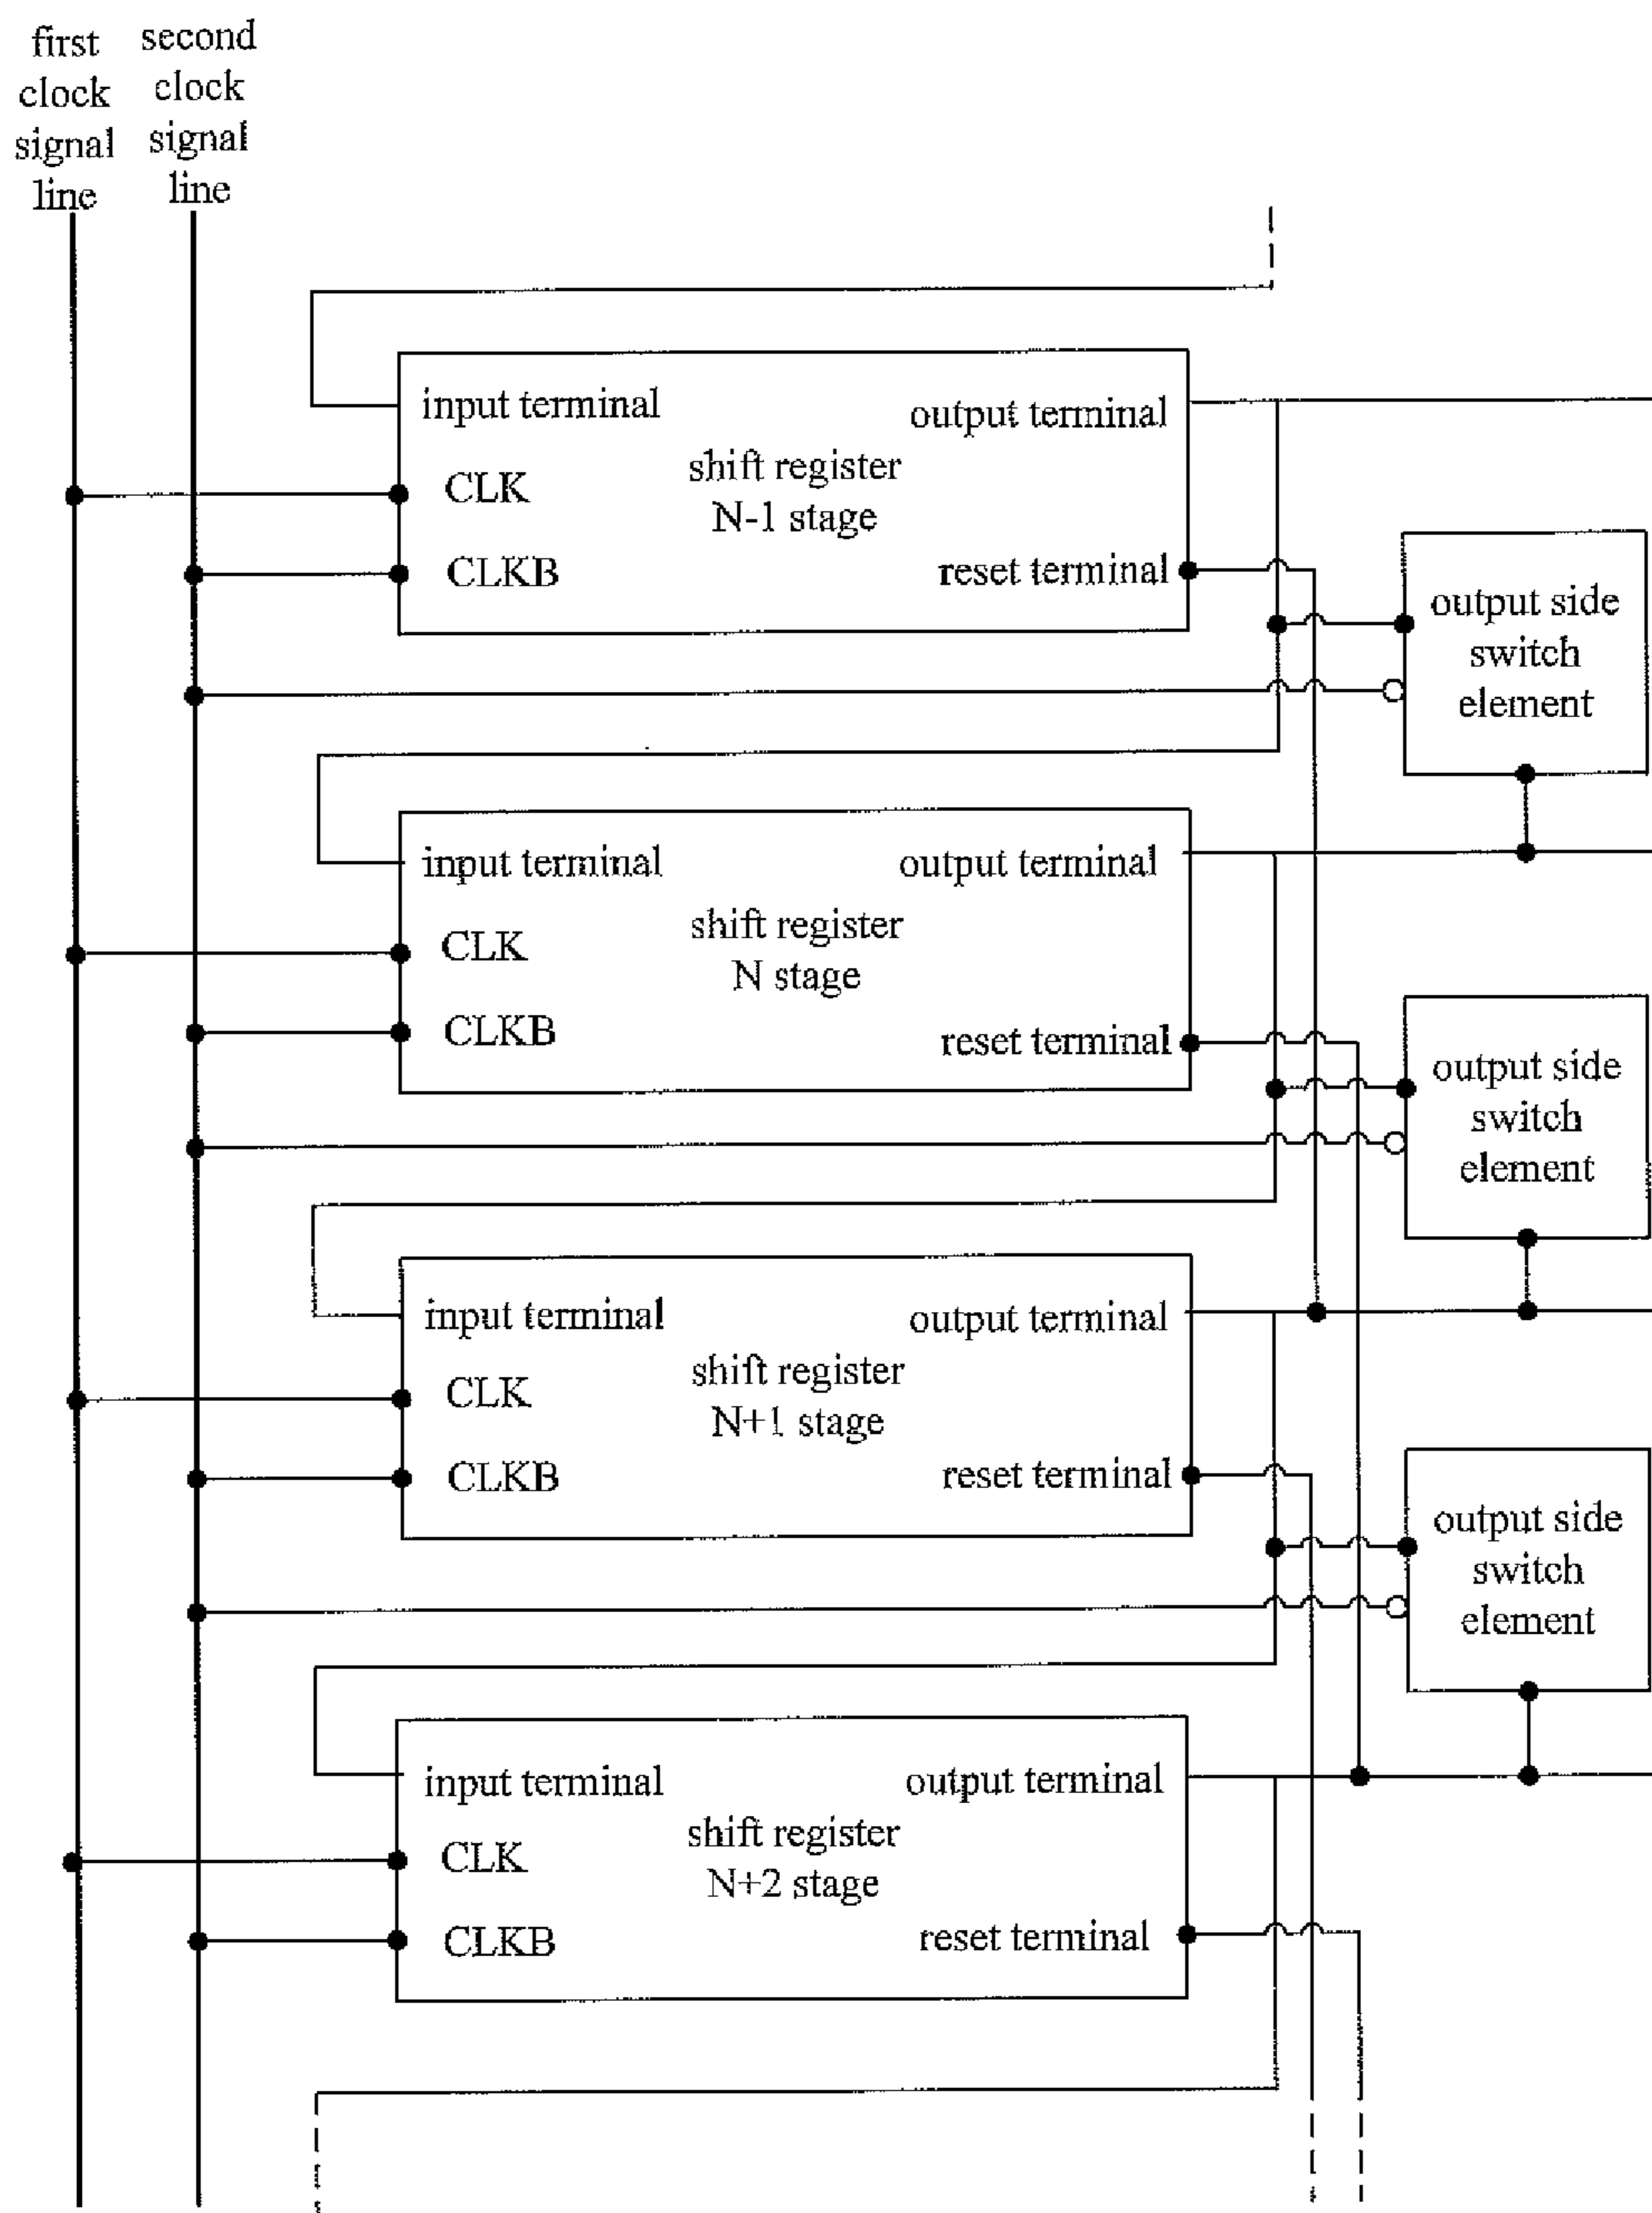 first
clock
signal
line
second
clock
signal
line
input terminal
output terminal
shift register
N-1 stage
CLK
CLKB
reset terminal
output side
switch
element
input terminal
output terminal
shift register
N stage
CLK
CLKB
reset terminal
output side
switch
element
input terminal
output terminal
shift register
N+1 stage
CLK
CLKB
reset terminal
output side
switch
element
input terminal
output terminal
shift register
N+2 stage
CLK
CLKB
reset terminal